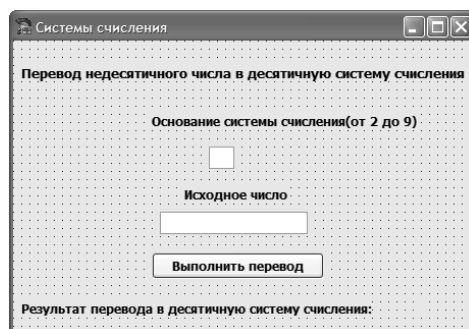 Системы счисления
Перевод недесятичного числа в десятичную систему счисления
Основание системы счисления(от 2 до 9)
Исходное число
Выполнить перевод
Результат перевода в десятичную систему счисления: